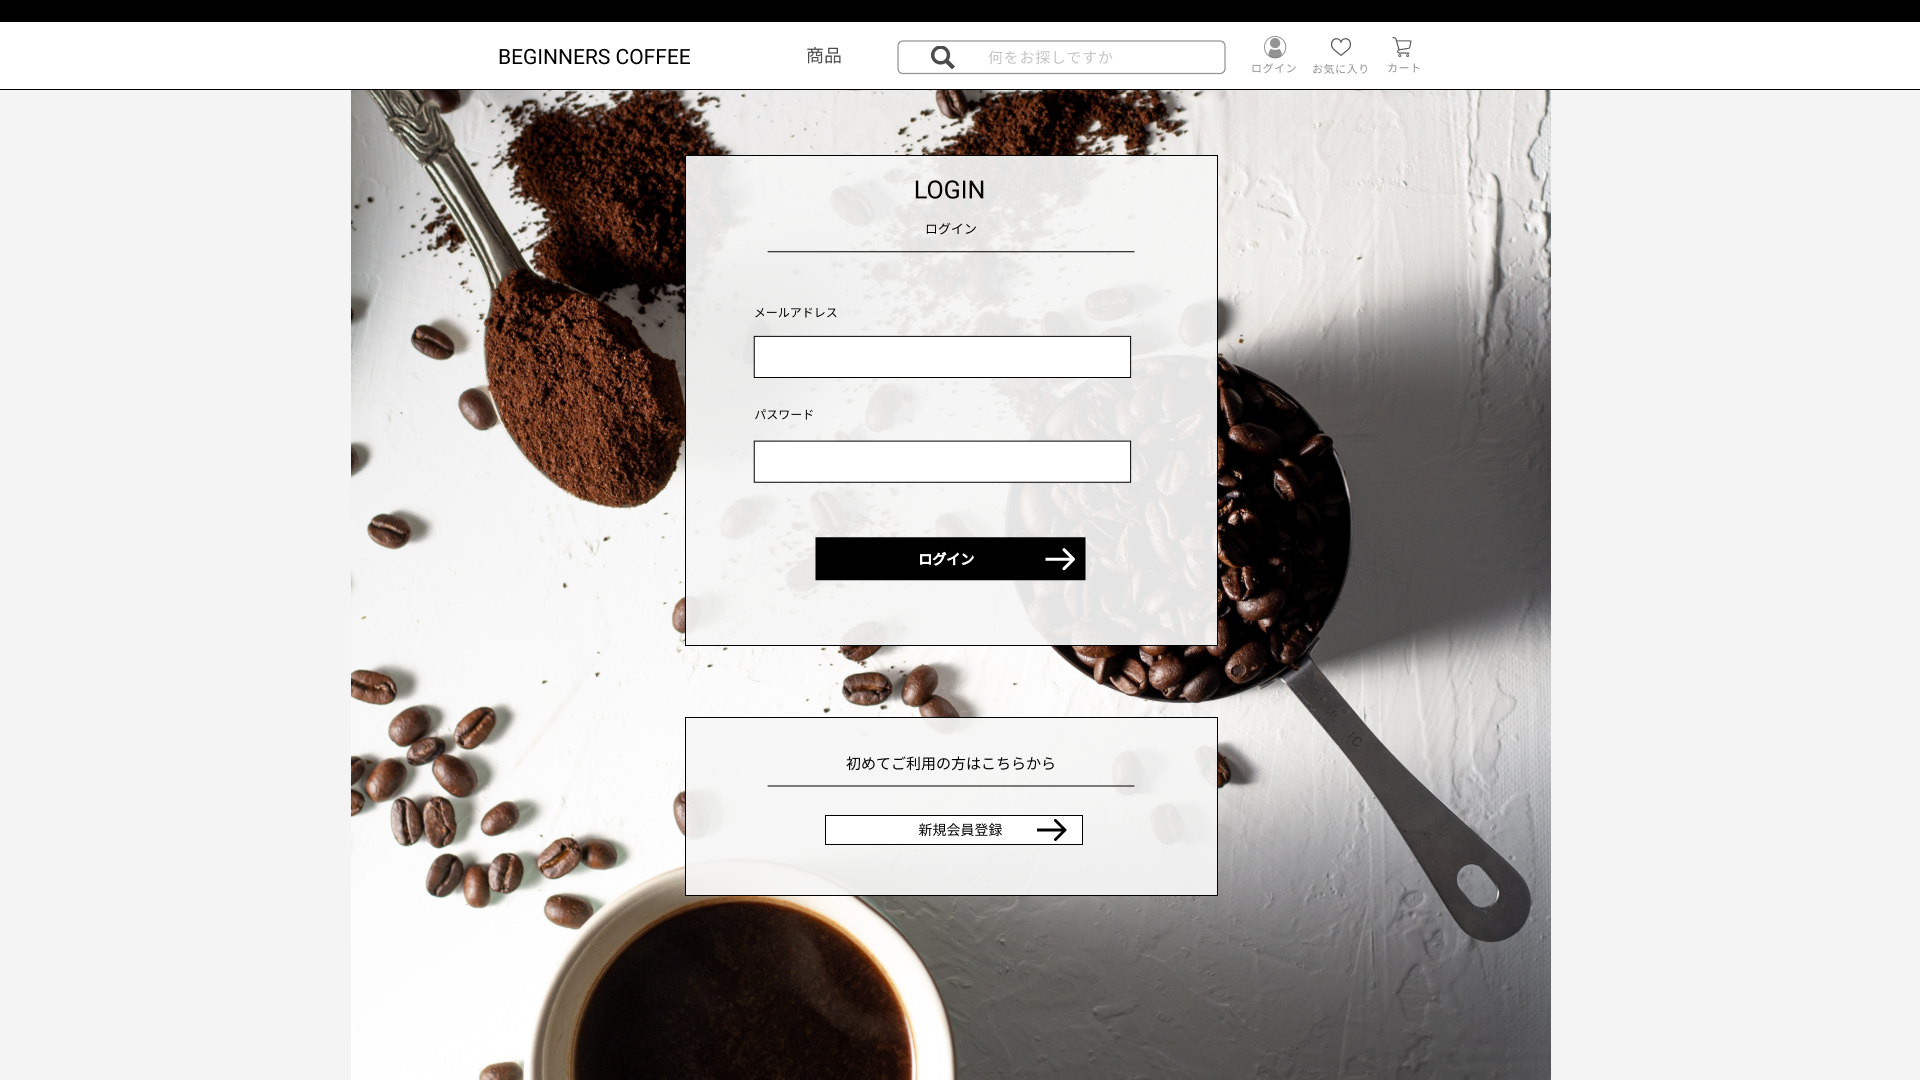 BEGINNERS COFFEE
商品
何をお探しですか
ログイン
お気に入り
カート
LOGIN
ログイン
メールアドレス
パスワード
ログイン
初めてご利用の方はこちらから
新規会員登録